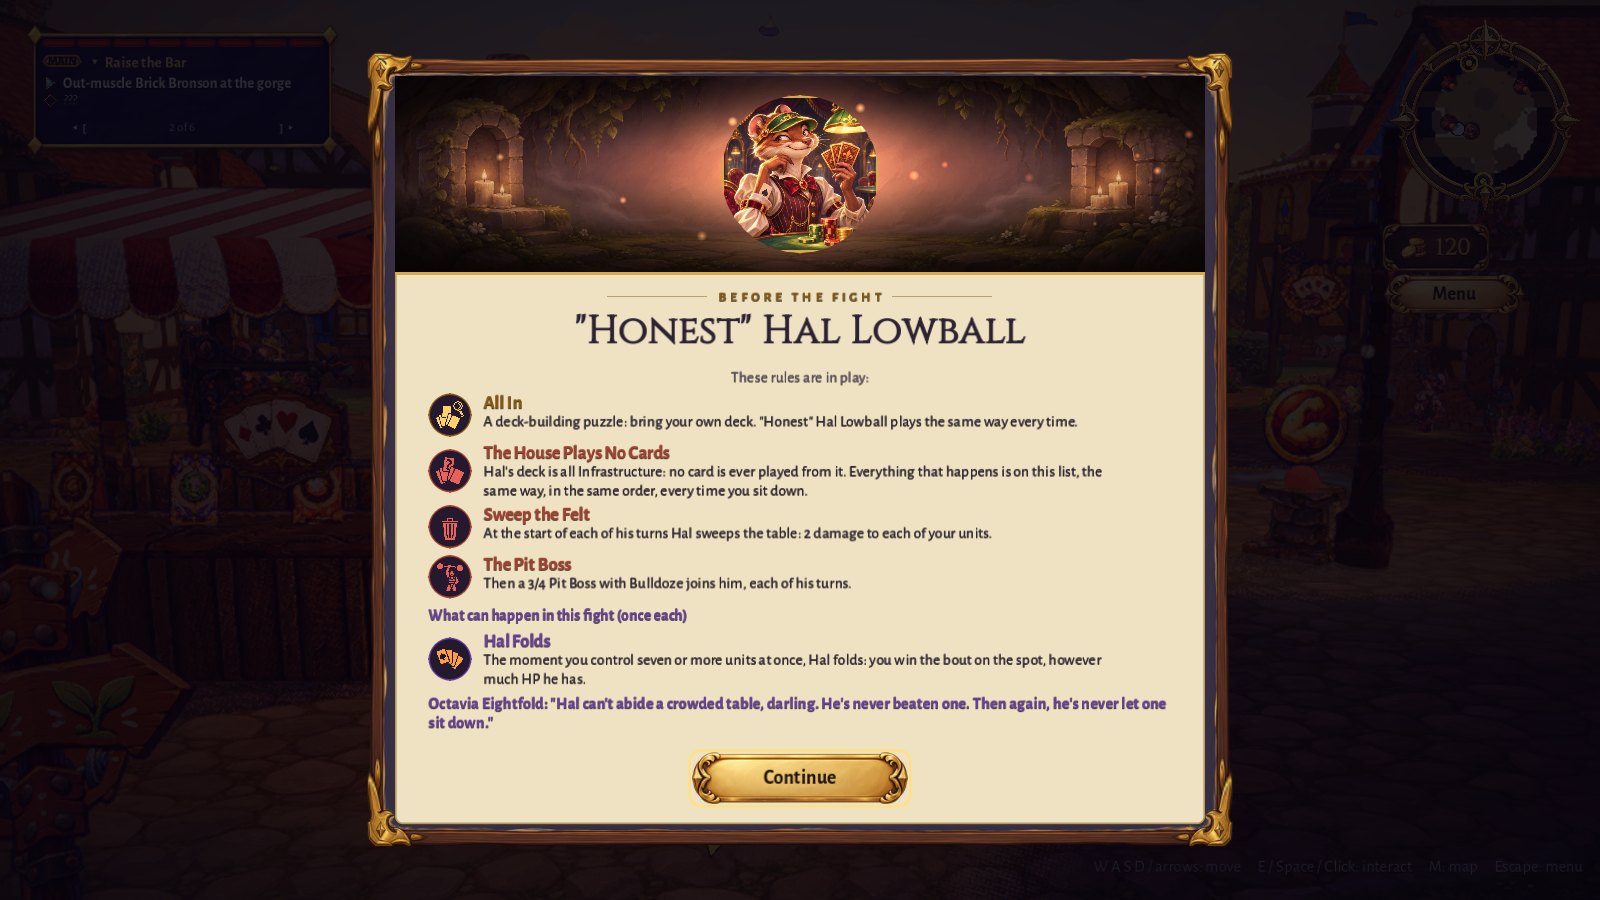 MAIN ▾ Raise the Bar
Out-muscle Brick Bronson at the gorge
???
◂ [ 2 of 6 ] ▸
120
Menu
BEFORE THE FIGHT
"HONEST" HAL LOWBALL
These rules are in play:
All In
A deck-building puzzle: bring your own deck. "Honest" Hal Lowball plays the same way every time.
The House Plays No Cards
Hal's deck is all Infrastructure: no card is ever played from it. Everything that happens is on this list, the
same way, in the same order, every time you sit down.
Sweep the Felt
At the start of each of his turns Hal sweeps the table: 2 damage to each of your units.
The Pit Boss
Then a 3/4 Pit Boss with Bulldoze joins him, each of his turns.
What can happen in this fight (once each)
Hal Folds
The moment you control seven or more units at once, Hal folds: you win the bout on the spot, however
much HP he has.
Octavia Eightfold: "Hal can't abide a crowded table, darling. He's never beaten one. Then again, he's never let one
sit down."
Continue
W A S D / arrows: move E / Space / Click: interact M: map Escape: menu